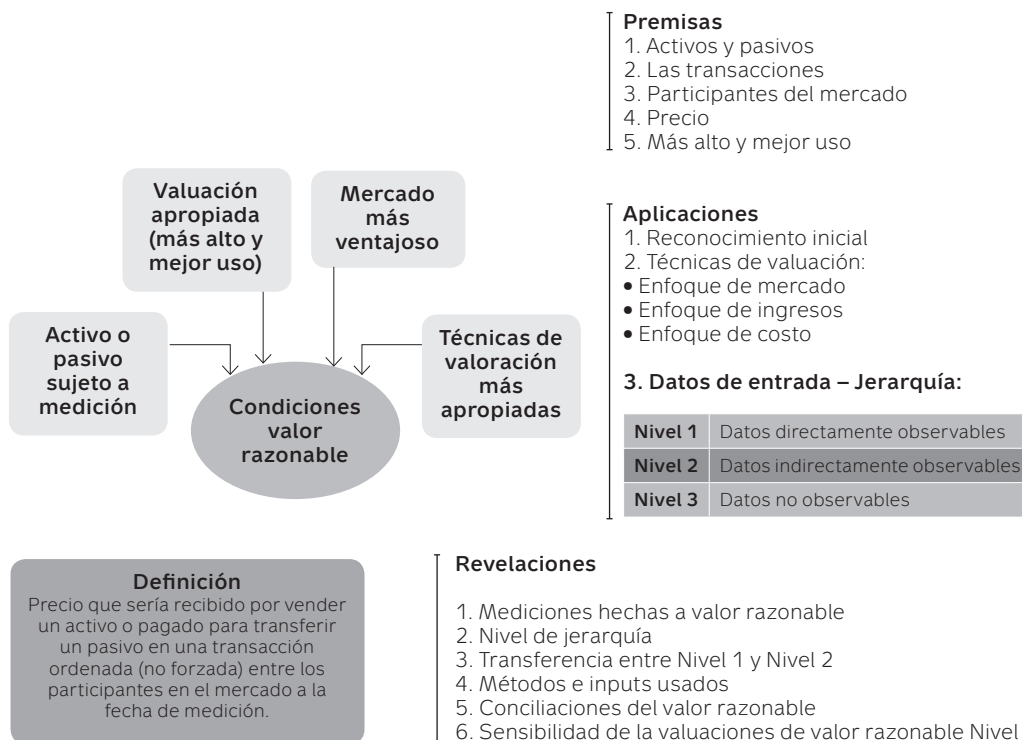 Premisas
1. Activos y pasivos
2. Las transacciones
3. Participantes del mercado
4. Precio
5. Más alto y mejor uso
Valuación
apropiada
(más alto y
mejor uso)
Mercado
más
ventajoso
Activo o
pasivo
sujeto a
medición
Técnicas de
valoración
más
apropiadas
Condiciones
valor
razonable
Aplicaciones
1. Reconocimiento inicial
2. Técnicas de valuación:
• Enfoque de mercado
• Enfoque de ingresos
• Enfoque de costo
3. Datos de entrada – Jerarquía:
Nivel 1 Datos directamente observables
Nivel 2 Datos indirectamente observables
Nivel 3 Datos no observables
Definición
Precio que sería recibido por vender
un activo o pagado para transferir
un pasivo en una transacción
ordenada (no forzada) entre los
participantes en el mercado a la
fecha de medición.
Revelaciones
1. Mediciones hechas a valor razonable
2. Nivel de jerarquía
3. Transferencia entre Nivel 1 y Nivel 2
4. Métodos e inputs usados
5. Conciliaciones del valor razonable
6. Sensibilidad de la valuaciones de valor razonable Nivel